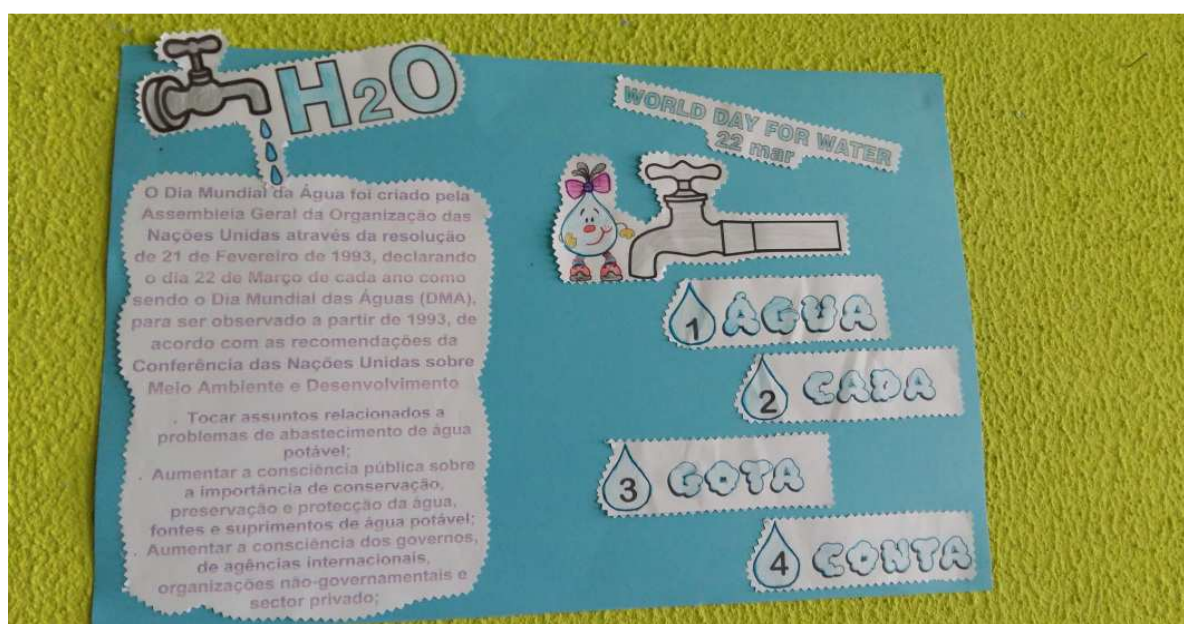 H2O
O Dia Mundial da Água foi criado pela
Assembleia Geral da Organização das
Nações Unidas através da resolução
de 21 de Fevereiro de 1993, declarando
o dia 22 de Março de cada ano como
sendo o Dia Mundial das Águas (DMA),
para ser observado a partir de 1993, de
acordo com as recomendações da
Conferência das Nações Unidas sobre
Meio Ambiente e Desenvolvimento
. Tocar assuntos relacionados a
problemas de abastecimento de água
potável;
. Aumentar a consciência pública sobre
a importância de conservação,
preservação e protecção da água,
fontes e suprimentos de água potável;
. Aumentar a consciência dos governos,
de agências internacionais,
organizações não-governamentais e
sector privado;
WORLD DAY FOR WATER
22 mar
1 ÁGUA
2 CADA
3 GOTA
4 CONTA